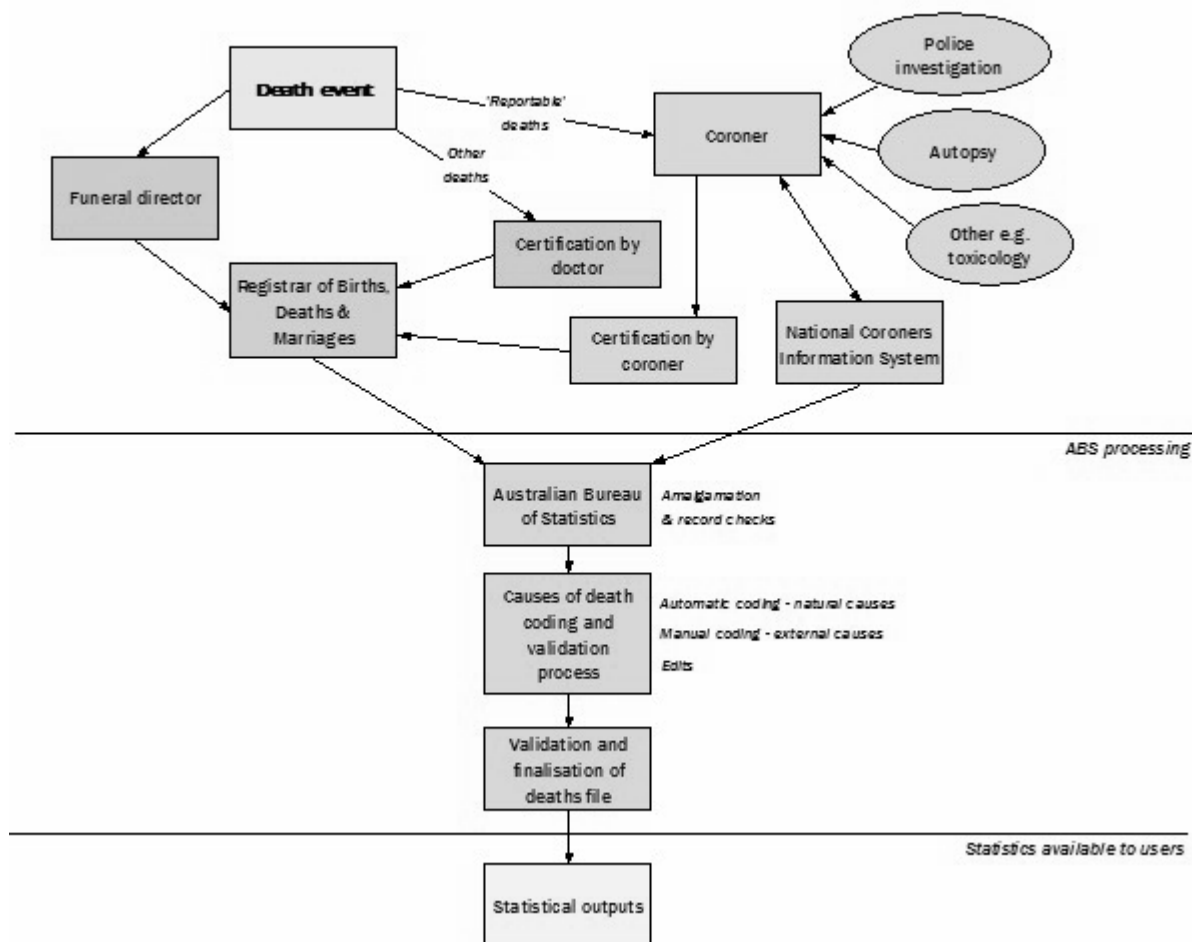 Police
investigation
Death event
'Reportable'
deaths
Coroner
Autopsy
Other
deaths
Funeral director
Other e.g.
toxicology
Certification by
doctor
Registrar of Births,
Deaths &
Marriages
Certification by
coroner
National Coroners
Information System
ABS processing
Australian Bureau
of Statistics
Amalgamation
& record checks
Causes of death
coding and
validation
process
Automatic coding - natural causes
Manual coding - external causes
Edits
Validation and
finalisation of
deaths file
Statistics available to users
Statistical outputs